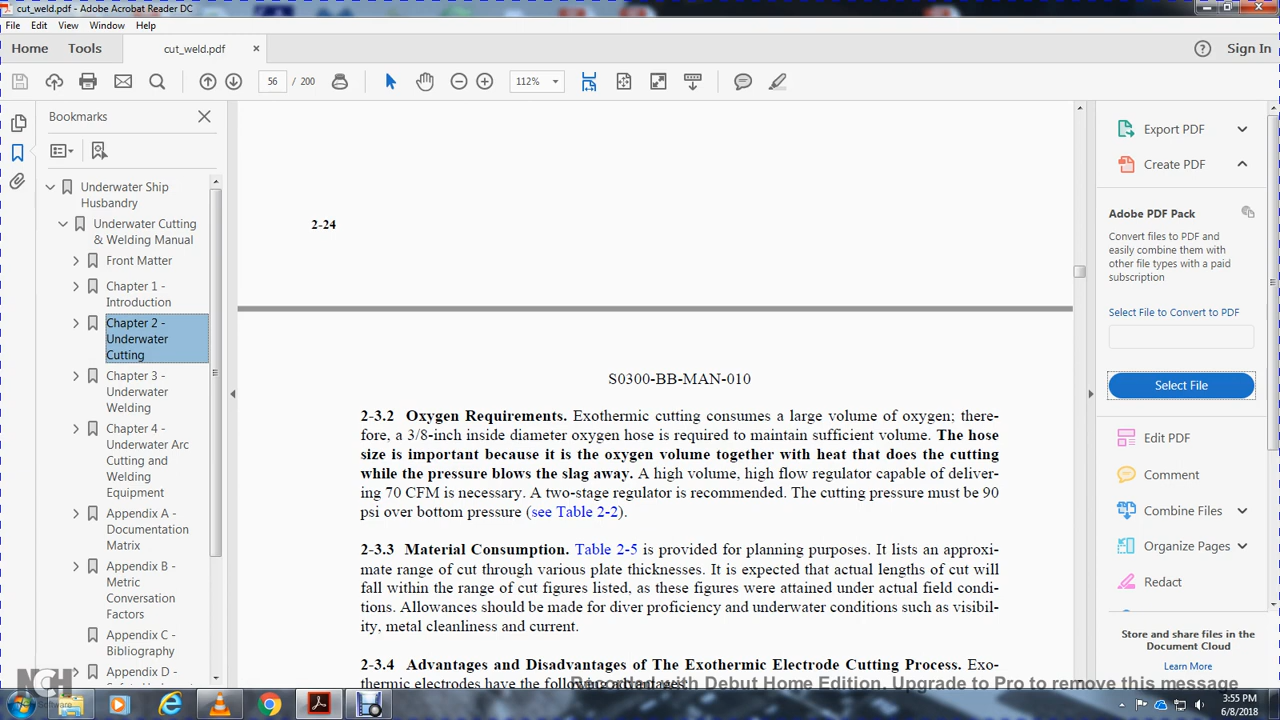 cut_weld.pdf - Adobe Acrobat Reader DC
File Edit View Window Help
Home Tools cut_weld.pdf × Sign In
56 / 200 112%
Bookmarks
Underwater Ship
Husbandry
Underwater Cutting
& Welding Manual
Front Matter
Chapter 1 -
Introduction
Chapter 2 -
Underwater
Cutting
Chapter 3 -
Underwater
Welding
Chapter 4 -
Underwater Arc
Cutting and
Welding
Equipment
Appendix A -
Documentation
Matrix
Appendix B -
Metric
Conversion
Factors
Appendix C -
Bibliography
Appendix D -
2-24
S0300-BB-MAN-010
2-3.2 Oxygen Requirements. Exothermic cutting consumes a large volume of oxygen; there-
fore, a 3/8-inch inside diameter oxygen hose is required to maintain sufficient volume. The hose
size is important because it is the oxygen volume together with heat that does the cutting
while the pressure blows the slag away. A high volume, high flow regulator capable of deliver-
ing 70 CFM is necessary. A two-stage regulator is recommended. The cutting pressure must be 90
psi over bottom pressure (see Table 2-2).
2-3.3 Material Consumption. Table 2-5 is provided for planning purposes. It lists an approxi-
mate range of cut through various plate thicknesses. It is expected that actual lengths of cut will
fall within the range of cut figures listed, as these figures were attained under actual field condi-
tions. Allowances should be made for diver proficiency and underwater conditions such as visibil-
ity, metal cleanliness and current.
2-3.4 Advantages and Disadvantages of The Exothermic Electrode Cutting Process. Exo-
thermic electrodes have the following advantages:
Export PDF
Create PDF
Adobe PDF Pack
Convert files to PDF and
easily combine them with
other file types with a paid
subscription
Select File to Convert to PDF
Select File
Edit PDF
Comment
Combine Files
Organize Pages
Redact
Store and share files in the
Document Cloud
Learn More
Recorded with Debut Home Edition. Upgrade to Pro to remove this message
NCH
Software
3:55 PM
6/8/2018